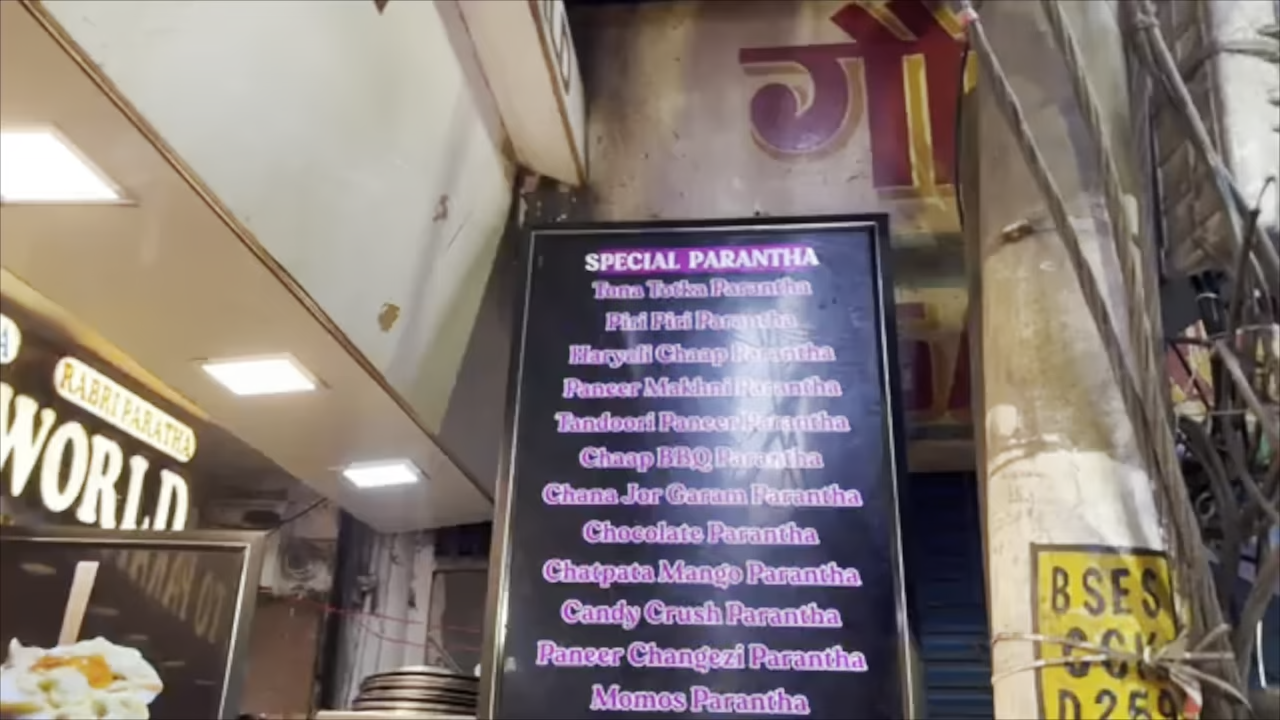 गौ
SPECIAL PARANTHA
Tuna Totka Parantha
Piri Piri Parantha
Haryali Chaap Parantha
Paneer Makhni Parantha
Tandoori Paneer Parantha
Chaap BBQ Parantha
Chana Jor Garam Parantha
Chocolate Parantha
Chatpata Mango Parantha
Candy Crush Parantha
Paneer Changezi Parantha
Momos Parantha
RABRI PARATHA
WORLD
BSES
CCK
D259